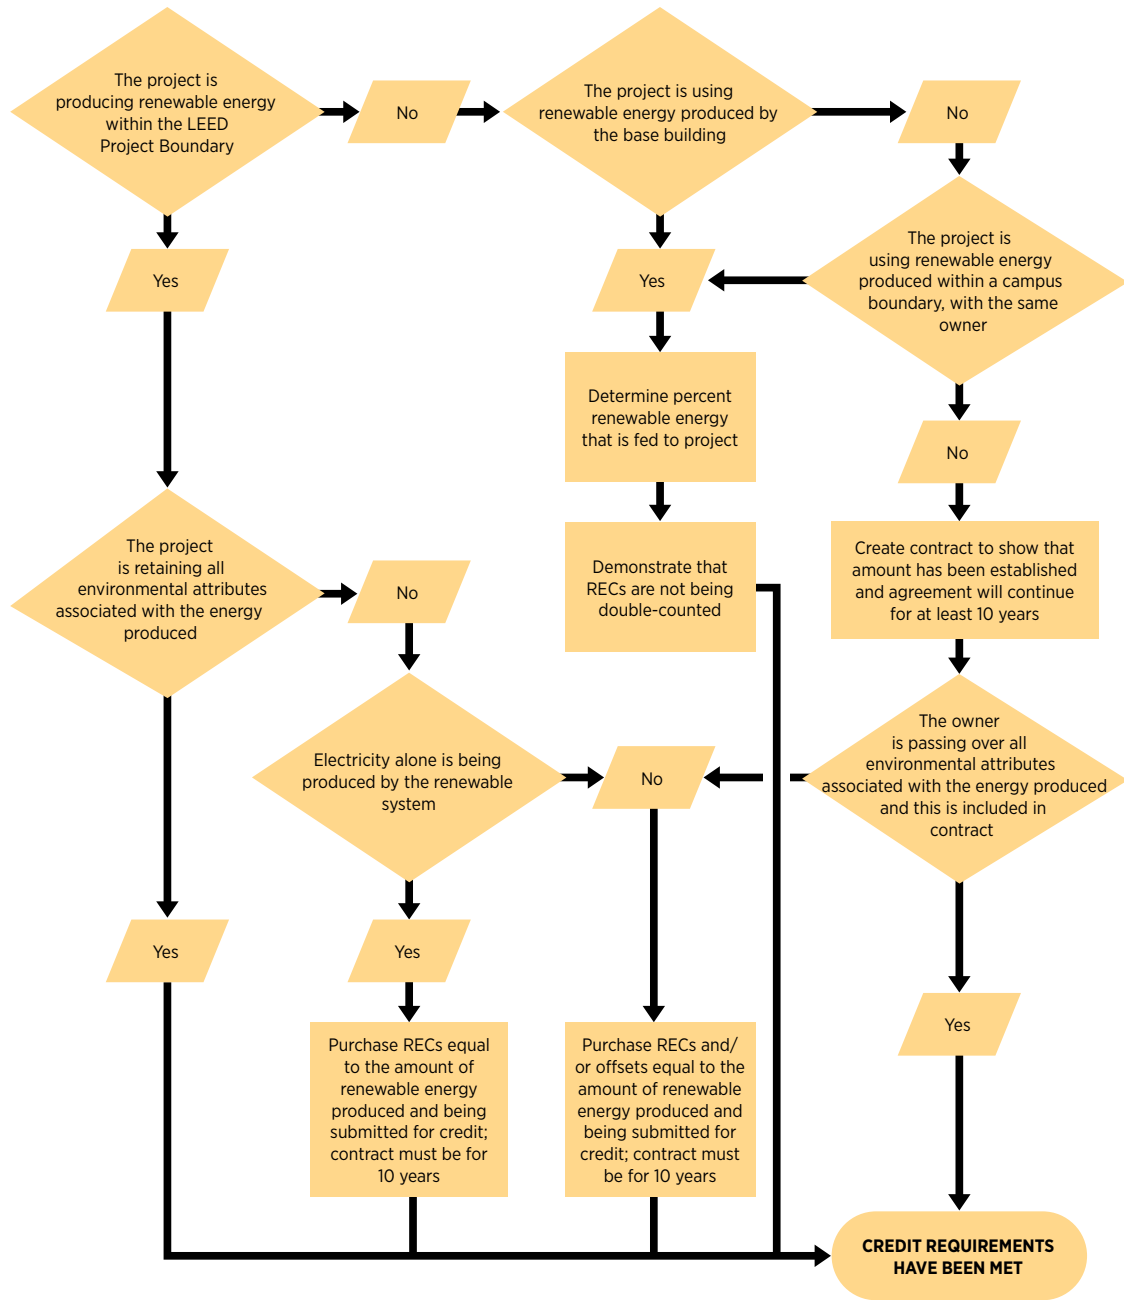 The project is
producing renewable energy
within the LEED
Project Boundary
No
The project is using
renewable energy produced by
the base building
No
Yes
Yes
The project is
using renewable energy
produced within a campus
boundary, with the same
owner
Determine percent
renewable energy
that is fed to project
No
The project
is retaining all
environmental attributes
associated with the energy
produced
No
Demonstrate that
RECs are not being
double-counted
Create contract to show that
amount has been established
and agreement will continue
for at least 10 years
Electricity alone is being
produced by the renewable
system
No
The owner
is passing over all
environmental attributes
associated with the energy produced
and this is included in
contract
Yes
Yes
Yes
Purchase RECs equal
to the amount of
renewable energy
produced and being
submitted for credit;
contract must be for
10 years
Purchase RECs and/
or offsets equal to the
amount of renewable
energy produced and
being submitted for
credit; contract must
be for 10 years
CREDIT REQUIREMENTS
HAVE BEEN MET